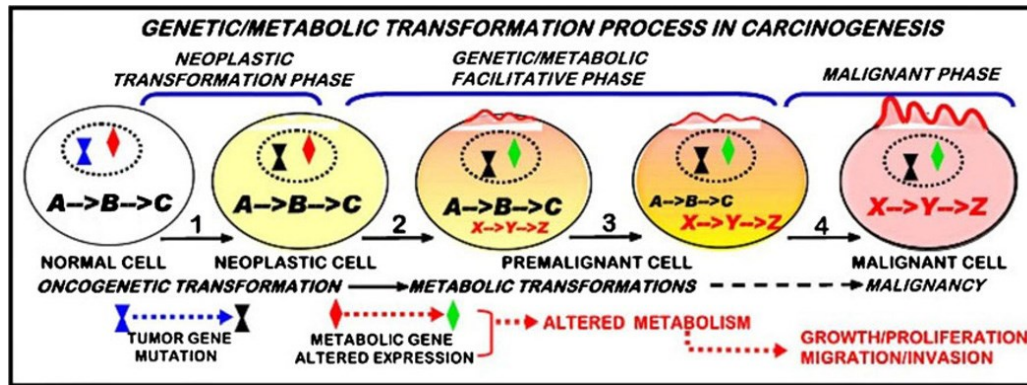 GENETIC/METABOLIC TRANSFORMATION PROCESS IN CARCINOGENESIS
NEOPLASTIC
TRANSFORMATION PHASE
GENETIC/METABOLIC
FACILITATIVE PHASE
MALIGNANT PHASE
A-->B-->C
A-->B-->C
A-->B-->C
X-->Y-->Z
A-->B-->C
X-->Y-->Z
X-->Y-->Z
1
2
3
4
NORMAL CELL
NEOPLASTIC CELL
PREMALIGNANT CELL
MALIGNANT CELL
ONCOGENETIC TRANSFORMATION
METABOLIC TRANSFORMATIONS
MALIGNANCY
TUMOR GENE
MUTATION
METABOLIC GENE
ALTERED EXPRESSION
ALTERED METABOLISM
GROWTH/PROLIFERATION
MIGRATION/INVASION